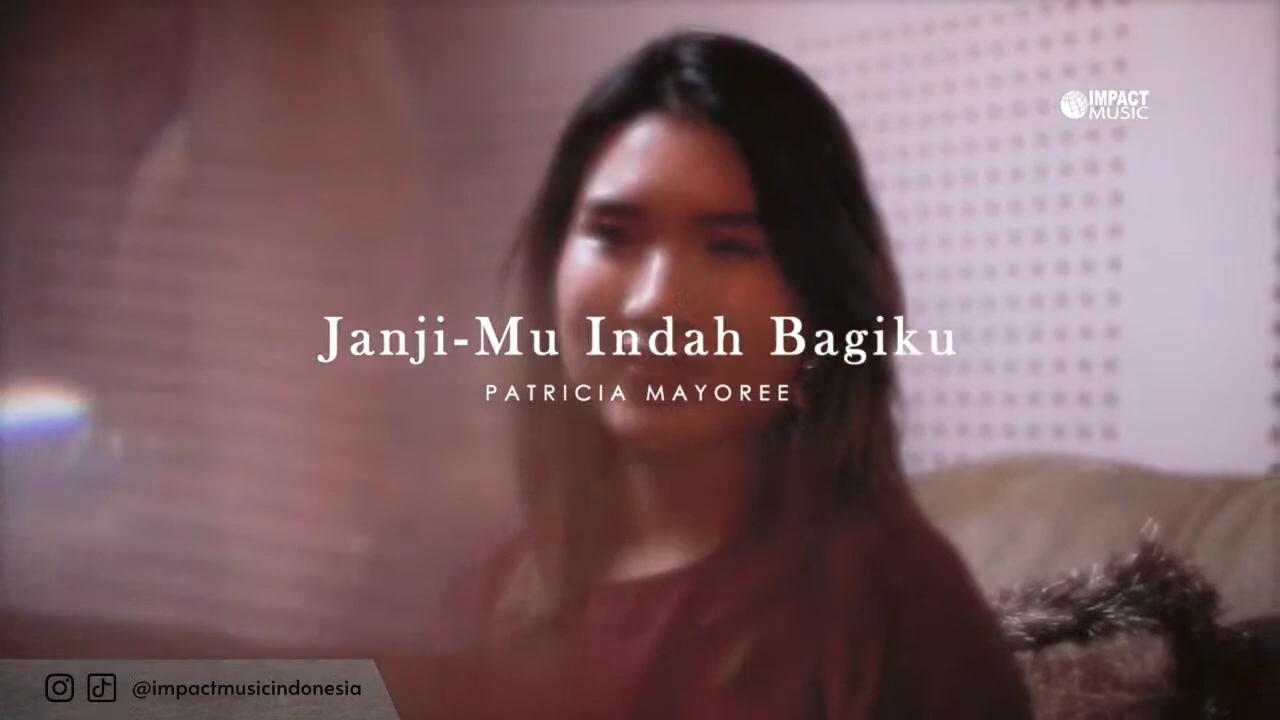 IMPACT
MUSIC
Janji-Mu Indah Bagiku
PATRICIA MAYOREE
@impactmusicindonesia